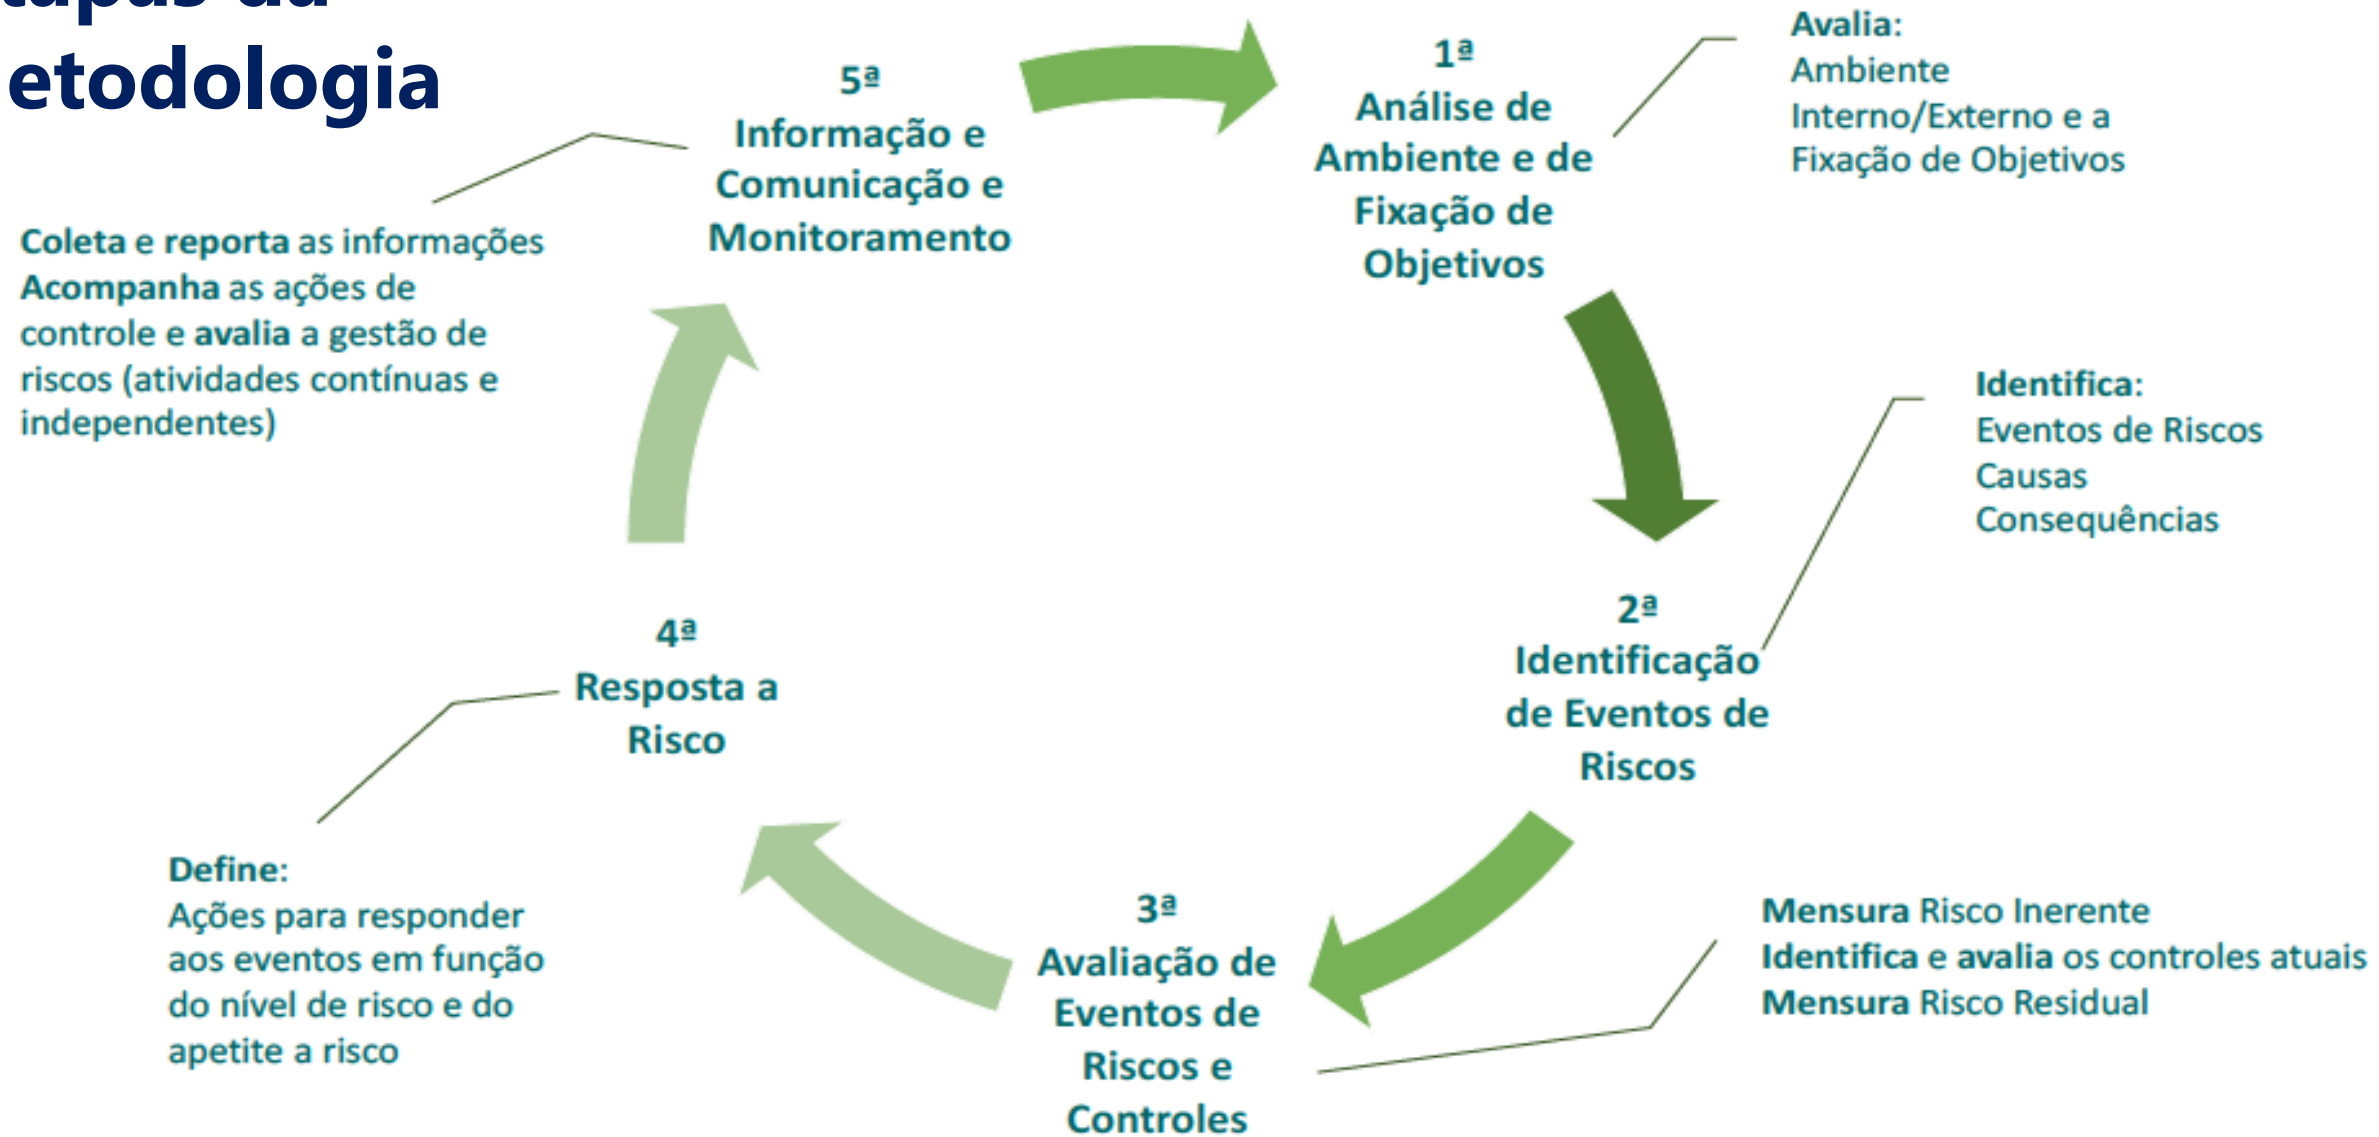 etodologia
1ª
Análise de
Ambiente e de
Fixação de
Objetivos
Avalia:
Ambiente
Interno/Externo e a
Fixação de Objetivos
2ª
Identificação
de Eventos de
Riscos
Identifica:
Eventos de Riscos
Causas
Consequências
3ª
Avaliação de
Eventos de
Riscos e
Controles
Mensura Risco Inerente
Identifica e avalia os controles atuais
Mensura Risco Residual
4ª
Resposta a
Risco
Define:
Ações para responder
aos eventos em função
do nível de risco e do
apetite a risco
5ª
Informação e
Comunicação e
Monitoramento
Coleta e reporta as informações
Acompanha as ações de
controle e avalia a gestão de
riscos (atividades contínuas e
independentes)